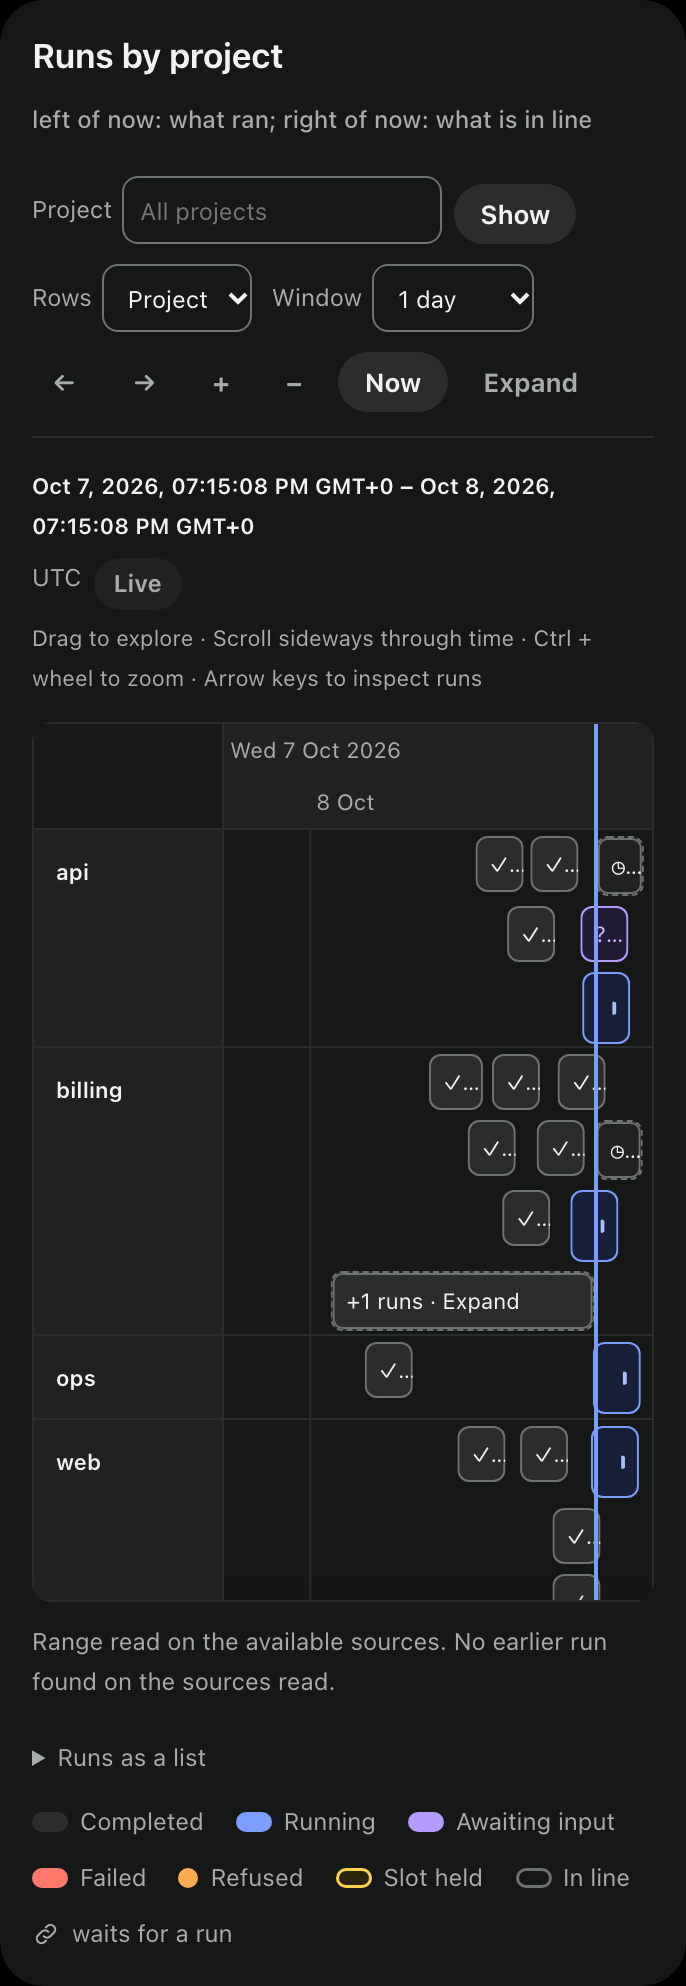 Runs by project
left of now: what ran; right of now: what is in line
Project All projects Show
Rows Project Window 1 day
← → + − Now Expand
Oct 7, 2026, 07:15:08 PM GMT+0 – Oct 8, 2026,
07:15:08 PM GMT+0
UTC Live
Drag to explore · Scroll sideways through time · Ctrl +
wheel to zoom · Arrow keys to inspect runs
Wed 7 Oct 2026
8 Oct
api
✓... ✓... ◷...
✓... ?...
billing
✓... ✓... ✓...
✓... ✓... ◷...
✓...
+1 runs · Expand
ops
✓...
web
✓... ✓...
✓...
Range read on the available sources. No earlier run
found on the sources read.
▶ Runs as a list
Completed Running Awaiting input
Failed Refused Slot held In line
waits for a run